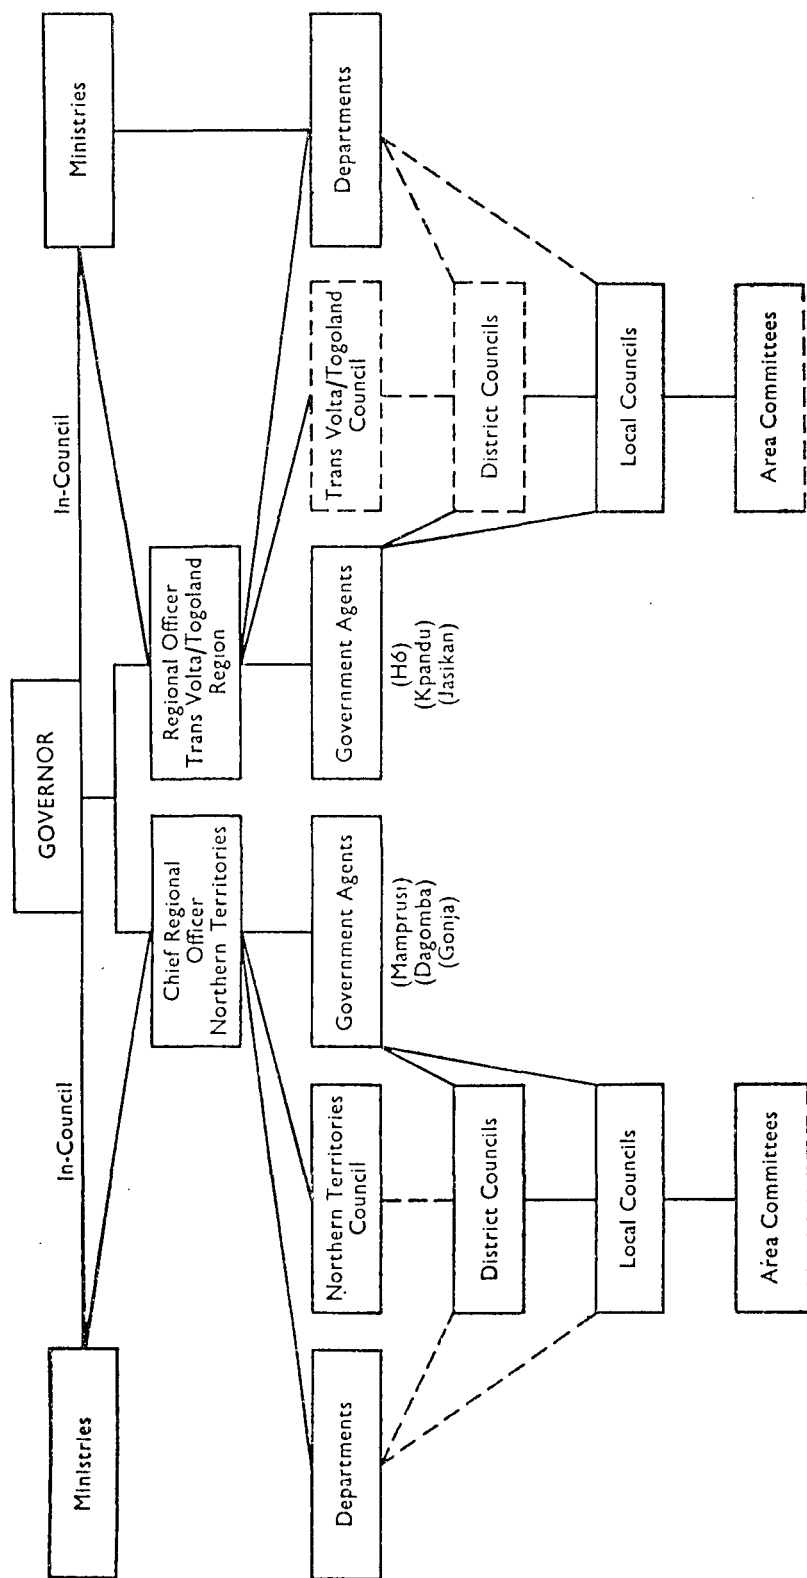 GOVERNOR
In-Council
In-Council
Ministries
Ministries
Chief Regional
Officer
Northern Territories
Regional Officer
Trans Volta/Togoland
Region
Departments
Northern Territories
Council
Government Agents
(Mamprusi)
(Dagomba)
(Gonja)
Government Agents
(Hó)
(Kpandu)
(Jasikan)
Trans Volta/Togoland
Council
Departments
District Councils
District Councils
Local Councils
Local Councils
Area Committees
Area Committees